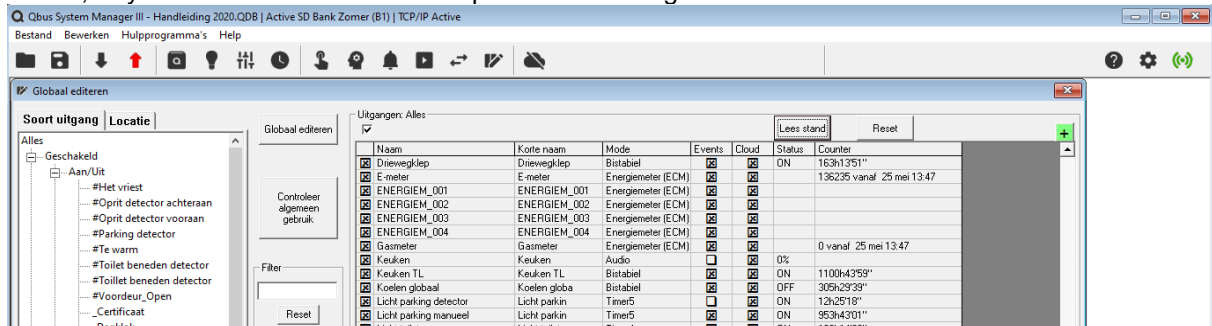 Qbus System Manager III - Handleiding 2020.QDB | Active SD Bank Zomer (B1) | TCP/IP Active
Bestand Bewerken Hulpprogramma's Help
Globaal editeren
Soort uitgang Locatie
Alles
Geschakeld
Aan/Uit
#Het vriest
#Oprit detector achteraan
#Oprit detector vooraan
#Parking detector
#Te warm
#Toilet beneden detector
#Toillet beneden detector
#Voordeur_Open
_Certificaat
Globaal editeren
Controleer
algemeen
gebruik
Filter
Reset
Uitgangen: Alles
Lees stand Reset
Naam Korte naam Mode Events Cloud Status Counter
Driewegklep Driewegklep Bistabiel ON 163h13'51"
E-meter E-meter Energiemeter (ECM) 136235 vanaf 25 mei 13:47
ENERGIEM_001 ENERGIEM_001 Energiemeter (ECM)
ENERGIEM_002 ENERGIEM_002 Energiemeter (ECM)
ENERGIEM_003 ENERGIEM_003 Energiemeter (ECM)
ENERGIEM_004 ENERGIEM_004 Energiemeter (ECM)
Gasmeter Gasmeter Energiemeter (ECM) 0 vanaf 25 mei 13:47
Keuken Keuken Audio 0%
Keuken TL Keuken TL Bistabiel ON 1100h43'59"
Koelen globaal Koelen globa Bistabiel OFF 305h29'39"
Licht parking detector Licht parkin Timer5 ON 12h25'18"
Licht parking manueel Licht parkin Timer5 ON 953h43'01"